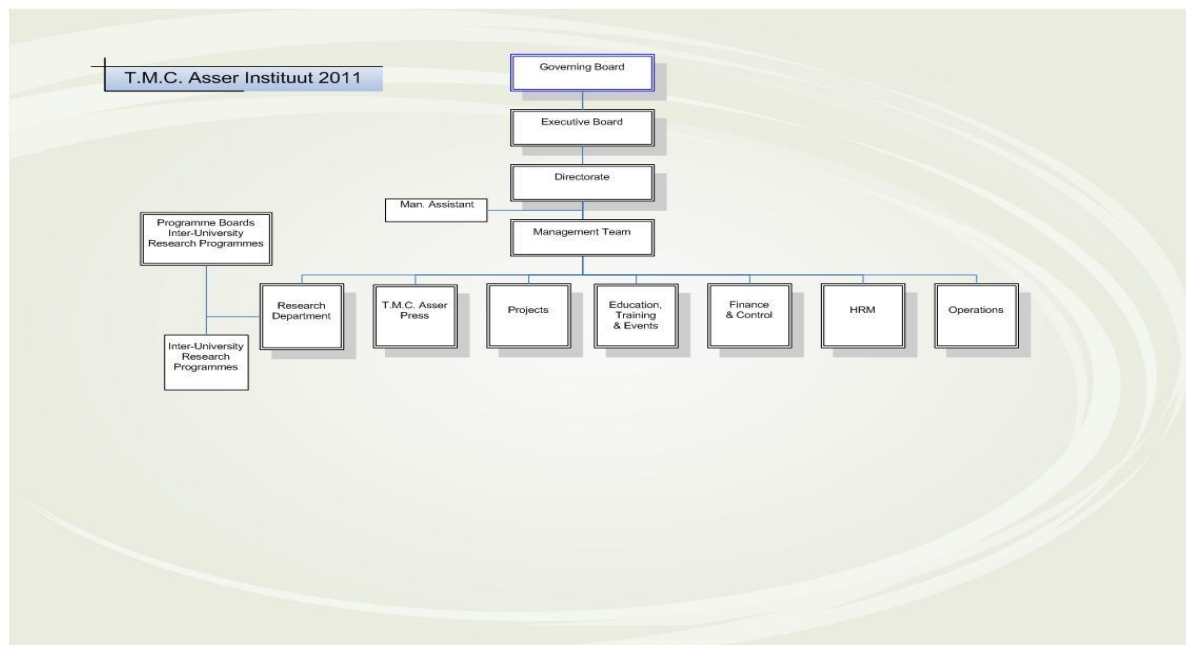 T.M.C. Asser Instituut 2011
Governing Board
Executive Board
Directorate
Man. Assistant
Management Team
Programme Boards
Inter-University
Research Programmes
Research
Department
T.M.C. Asser
Press
Projects
Education,
Training
& Events
Finance
& Control
HRM
Operations
Inter-University
Research
Programmes